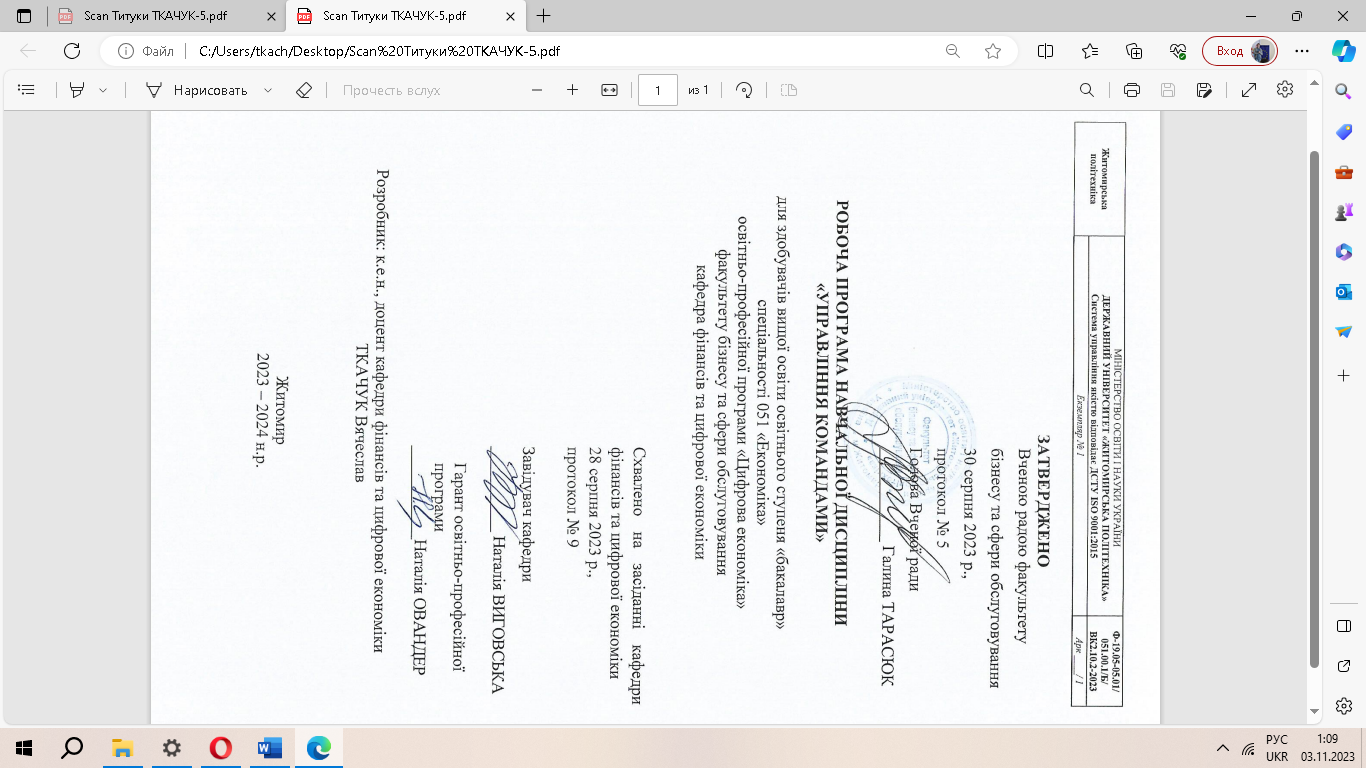 Scan Титуки ТКАЧУК-5.pdf
Scan Титуки ТКАЧУК-5.pdf
Файл
C:/Users/tkach/Desktop/Scan%20Титуки%20ТКАЧУК-5.pdf
Вход
Нарисовать
Прочесть вслух
1
из 1
Житомирська
політехніка
МІНІСТЕРСТВО ОСВІТИ І НАУКИ УКРАЇНИ
ДЕРЖАВНИЙ УНІВЕРСИТЕТ «ЖИТОМИРСЬКА ПОЛІТЕХНІКА»
Система управління якістю відповідає ДСТУ ISO 9001:2015
Екземпляр № 1
Ф-19.05-05.01/
051.00.1/Б/
ВК2.10.2-2023
Арк ___ / 1
ЗАТВЕРДЖЕНО
Вченою радою факультету
бізнесу та сфери обслуговування
30 серпня 2023 р.,
протокол № 5
Голова Вченої ради
Галина ТАРАСЮК
РОБОЧА ПРОГРАМА НАВЧАЛЬНОЇ ДИСЦИПЛІНИ
«УПРАВЛІННЯ КОМАНДАМИ»
для здобувачів вищої освіти освітнього ступеня «бакалавр»
спеціальності 051 «Економіка»
освітньо-професійної програми «Цифрова економіка»
факультету бізнесу та сфери обслуговування
кафедра фінансів та цифрової економіки
Схвалено на засіданні кафедри
фінансів та цифрової економіки
28 серпня 2023 р.,
протокол № 9
Завідувач кафедри
Наталія ВИГОВСЬКА
Гарант освітньо-професійної
програми
Наталія ОВАНДЕР
Розробник: к.е.н., доцент кафедри фінансів та цифрової економіки
ТКАЧУК Вячеслав
Житомир
2023 – 2024 н.р.
РУС
UKR
1:09
03.11.2023